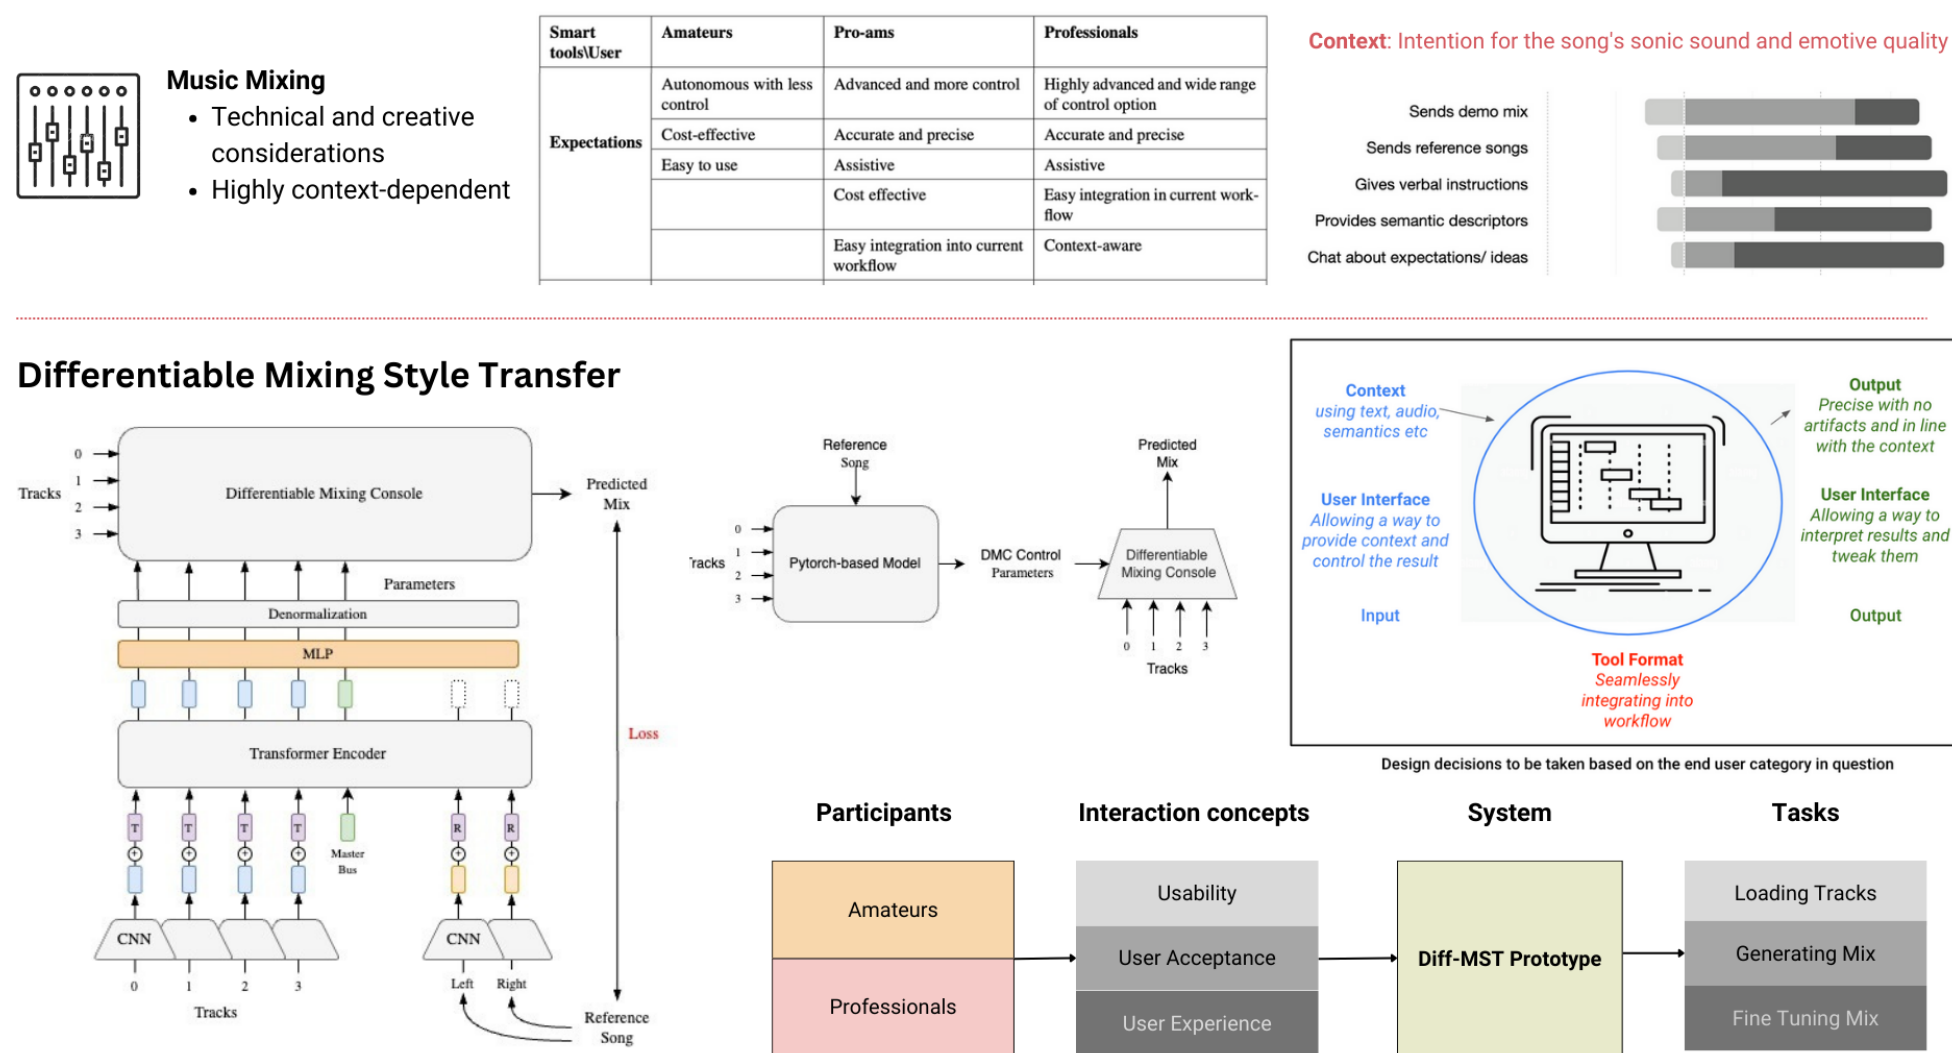 Music Mixing
• Technical and creative
considerations
• Highly context-dependent
Smart
tools\User
Amateurs
Pro-ams
Professionals
Expectations
Autonomous with less
control
Advanced and more control
Highly advanced and wide range
of control option
Cost-effective
Accurate and precise
Accurate and precise
Easy to use
Assistive
Assistive
Cost effective
Easy integration in current work-
flow
Easy integration into current
workflow
Context-aware
Context: Intention for the song's sonic sound and emotive quality
Sends demo mix
Sends reference songs
Gives verbal instructions
Provides semantic descriptors
Chat about expectations/ ideas
Differentiable Mixing Style Transfer
Tracks
0
1
2
3
Differentiable Mixing Console
Predicted
Mix
Parameters
Denormalization
MLP
Transformer Encoder
Loss
T
T
T
T
R
R
Master
Bus
CNN
CNN
0
1
2
3
Left
Right
Tracks
Reference
Song
Reference
Song
0
1
2
3
racks
Pytorch-based Model
DMC Control
Parameters
Predicted
Mix
Differentiable
Mixing Console
0
1
2
3
Tracks
Context
using text, audio,
semantics etc
User Interface
Allowing a way to
provide context and
control the result
Input
Output
Precise with no
artifacts and in line
with the context
User Interface
Allowing a way to
interpret results and
tweak them
Output
Tool Format
Seamlessly
integrating into
workflow
Design decisions to be taken based on the end user category in question
Participants
Interaction concepts
System
Tasks
Amateurs
Professionals
Usability
User Acceptance
User Experience
Diff-MST Prototype
Loading Tracks
Generating Mix
Fine Tuning Mix